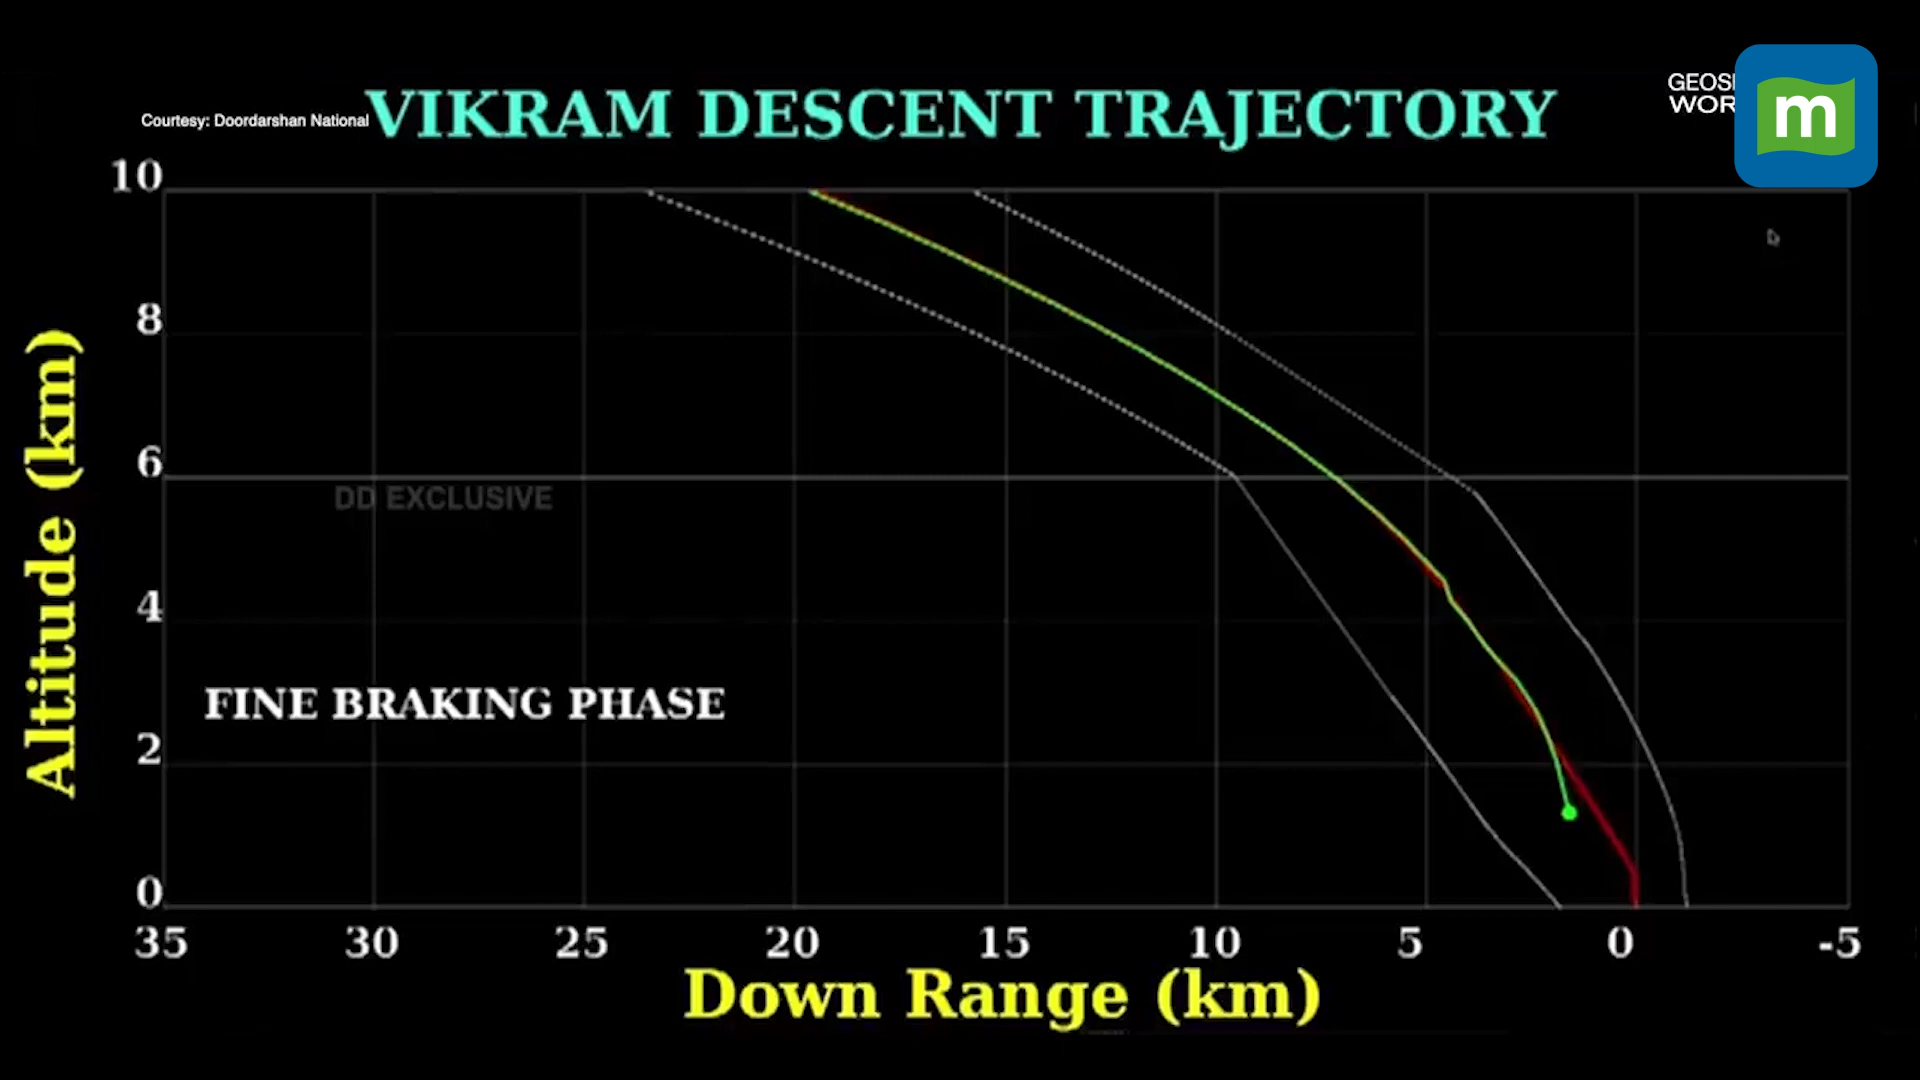 Courtesy: Doordarshan National
VIKRAM DESCENT TRAJECTORY
m
10
8
6
4
2
0
Altitude (km)
DD EXCLUSIVE
FINE BRAKING PHASE
35 30 25 20 15 10 5 0 -5
Down Range (km)